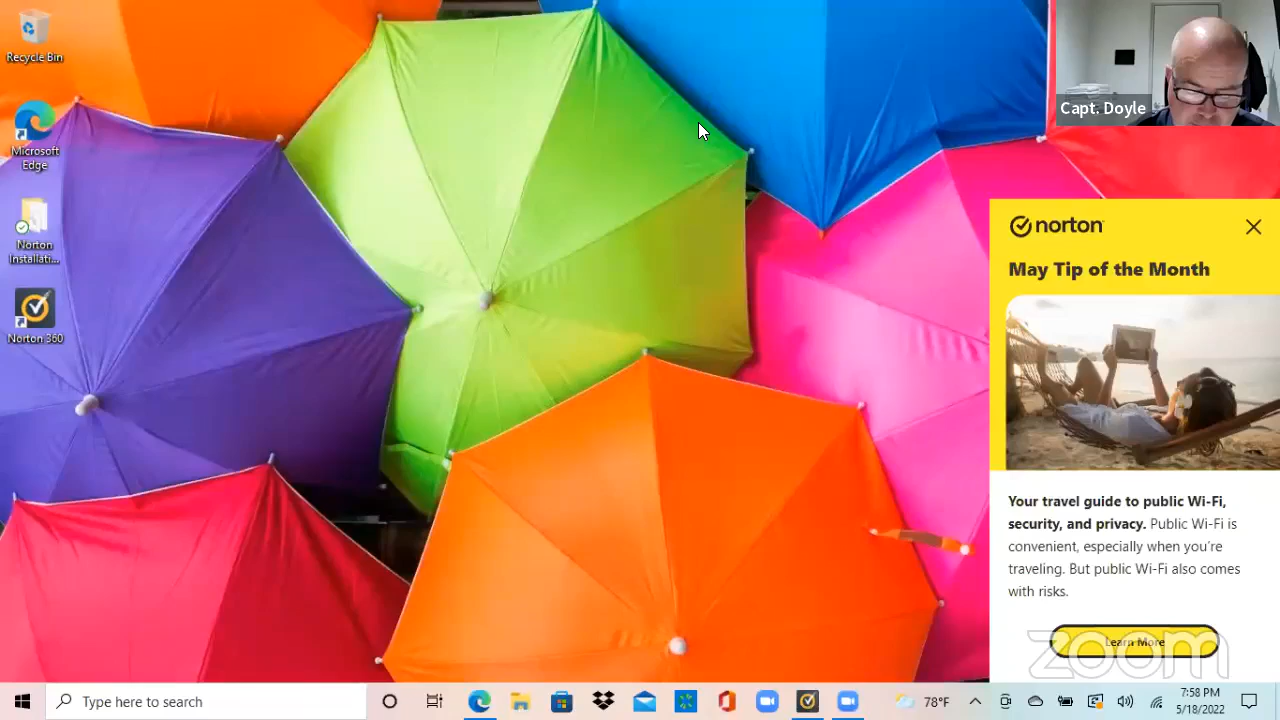 Recycle Bin
Microsoft
Edge
Norton
Installati...
Norton 360
Capt. Doyle
norton
May Tip of the Month
Your travel guide to public Wi-Fi,
security, and privacy. Public Wi-Fi is
convenient, especially when you're
traveling. But public Wi-Fi also comes
with risks.
Learn More
zoom
Type here to search
78°F
7:58 PM
5/18/2022